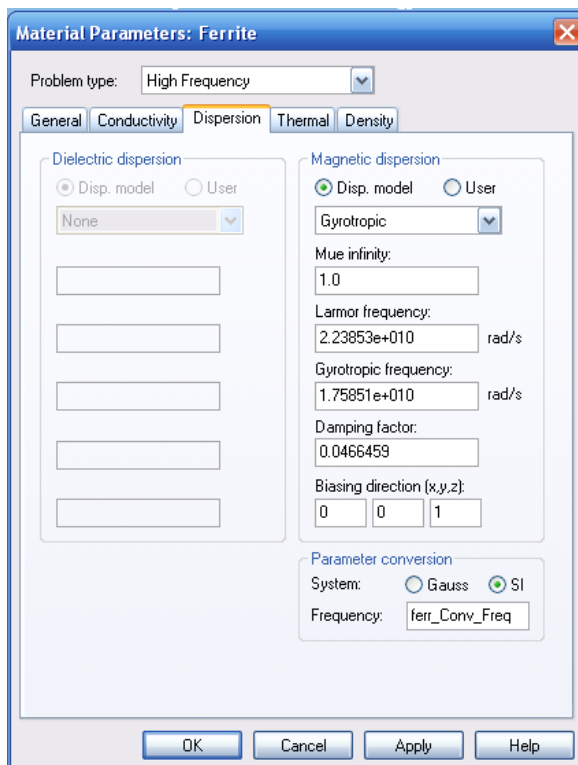 Material Parameters: Ferrite
Problem type: High Frequency
General Conductivity Dispersion Thermal Density
Dielectric dispersion
Disp. model User
None
Magnetic dispersion
Disp. model User
Gyrotropic
Mue infinity:
1.0
Larmor frequency:
2.23853e+010 rad/s
Gyrotropic frequency:
1.75851e+010 rad/s
Damping factor:
0.0466459
Biasing direction (x,y,z):
0 0 1
Parameter conversion
System: Gauss SI
Frequency: ferr_Conv_Freq
OK Cancel Apply Help